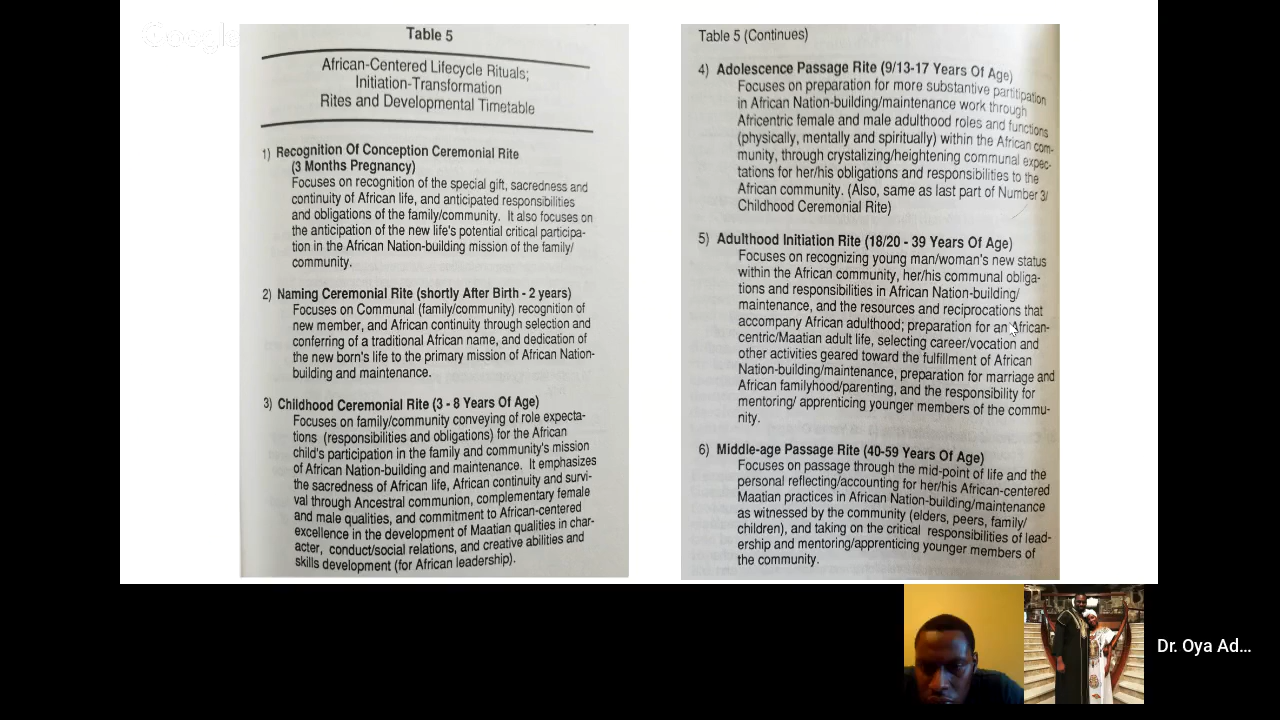 Google
Table 5
African-Centered Lifecycle Rituals;
Initiation-Transformation
Rites and Developmental Timetable
1) Recognition Of Conception Ceremonial Rite
(3 Months Pregnancy)
Focuses on recognition of the special gift, sacredness and
continuity of African life, and anticipated responsibilities
and obligations of the family/community. It also focuses on
the anticipation of the new life's potential critical participa-
tion in the African Nation-building mission of the family/
community.
2) Naming Ceremonial Rite (shortly After Birth - 2 years)
Focuses on Communal (family/community) recognition of
new member, and African continuity through selection and
conferring of a traditional African name, and dedication of
the new born's life to the primary mission of African Nation-
building and maintenance.
3) Childhood Ceremonial Rite (3 - 8 Years Of Age)
Focuses on family/community conveying of role expecta-
tions (responsibilities and obligations) for the African
child's participation in the family and community's mission
of African Nation-building and maintenance. It emphasizes
the sacredness of African life, African continuity and survi-
val through Ancestral communion, complementary female
and male qualities, and commitment to African-centered
excellence in the development of Maatian qualities in char-
acter, conduct/social relations, and creative abilities and
skills development (for African leadership).
Table 5 (Continues)
4) Adolescence Passage Rite (9/13-17 Years Of Age)
Focuses on preparation for more substantive partitipation
in African Nation-building/maintenance work through
Africentric female and male adulthood roles and functions
(physically, mentally and spiritually) within the African com-
munity, through crystalizing/heightening communal expec-
tations for her/his obligations and responsibilities to the
African community. (Also, same as last part of Number 3/
Childhood Ceremonial Rite)
5) Adulthood Initiation Rite (18/20 - 39 Years Of Age)
Focuses on recognizing young man/woman's new status
within the African community, her/his communal obliga-
tions and responsibilities in African Nation-building/
maintenance, and the resources and reciprocations that
accompany African adulthood; preparation for an African-
centric/Maatian adult life, selecting career/vocation and
other activities geared toward the fulfillment of African
Nation-building/maintenance, preparation for marriage and
African familyhood/parenting, and the responsibility for
mentoring/ apprenticing younger members of the commu-
nity.
6) Middle-age Passage Rite (40-59 Years Of Age)
Focuses on passage through the mid-point of life and the
personal reflecting/accounting for her/his African-centered
Maatian practices in African Nation-building/maintenance
as witnessed by the community (elders, peers, family/
children), and taking on the critical responsibilities of lead-
ership and mentoring/apprenticing younger members of
the community.
Dr. Oya Ad...